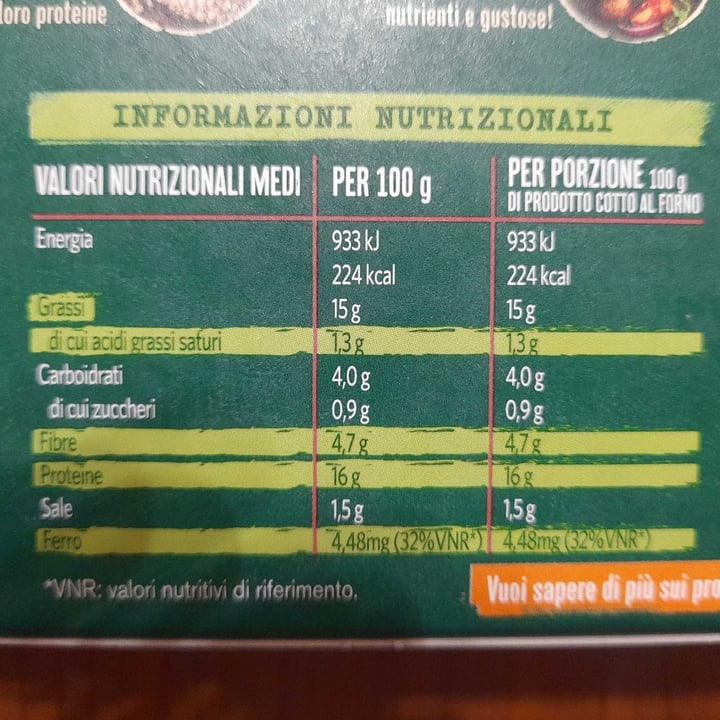 loro proteine
nutrienti e gustose!
INFORMAZIONI NUTRIZIONALI
VALORI NUTRIZIONALI MEDI PER 100 g PER PORZIONE 100 g
DI PRODOTTO COTTO AL FORNO
Energia 933 kJ 933 kJ
224 kcal 224 kcal
Grassi 15 g 15 g
di cui acidi grassi saturi 1,3 g 1,3 g
Carboidrati 4,0 g 4,0 g
di cui zuccheri 0,9 g 0,9 g
Fibre 4,7 g 4,7 g
Proteine 16 g 16 g
Sale 1,5 g 1,5 g
Ferro 4,48mg (32%VNR*) 4,48mg (32%VNR*)
*VNR: valori nutritivi di riferimento.
Vuoi sapere di più sui pro